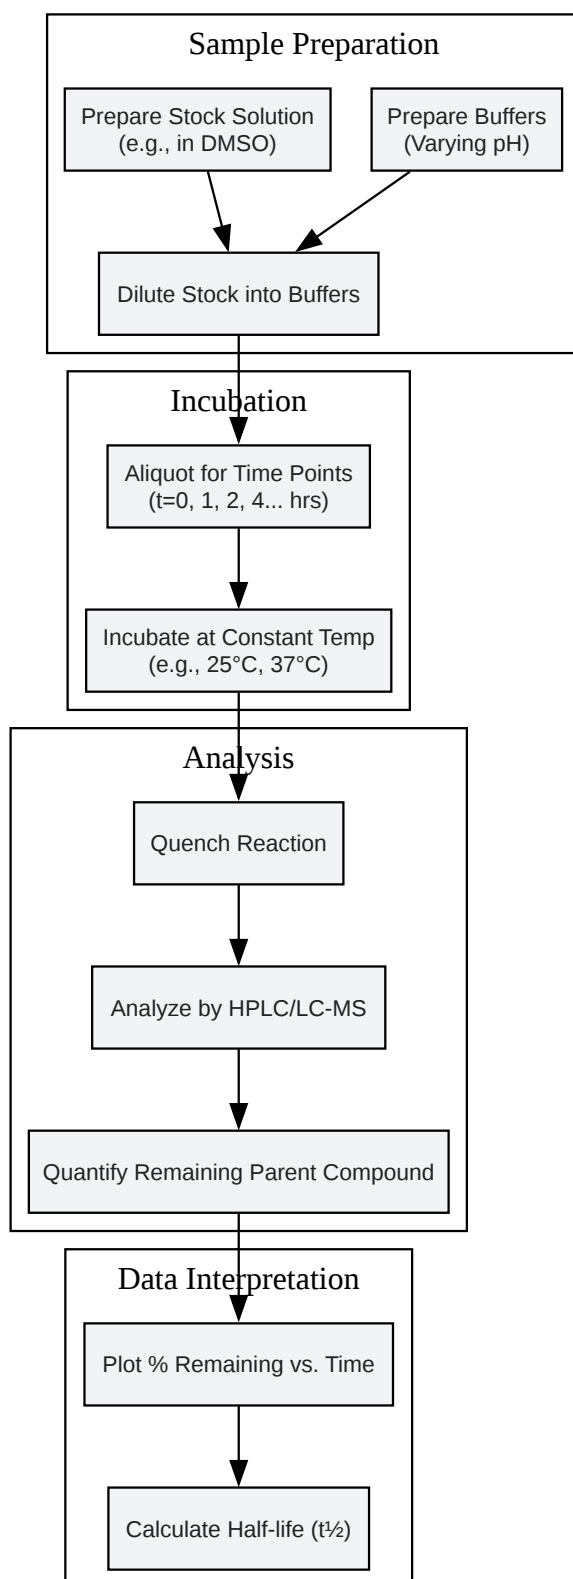 Sample Preparation
Prepare Stock Solution
(e.g., in DMSO)
Prepare Buffers
(Varying pH)
Dilute Stock into Buffers
Incubation
Aliquot for Time Points
(t=0, 1, 2, 4... hrs)
Incubate at Constant Temp
(e.g., 25°C, 37°C)
Analysis
Quench Reaction
Analyze by HPLC/LC-MS
Quantify Remaining Parent Compound
Data Interpretation
Plot % Remaining vs. Time
Calculate Half-life (t½)